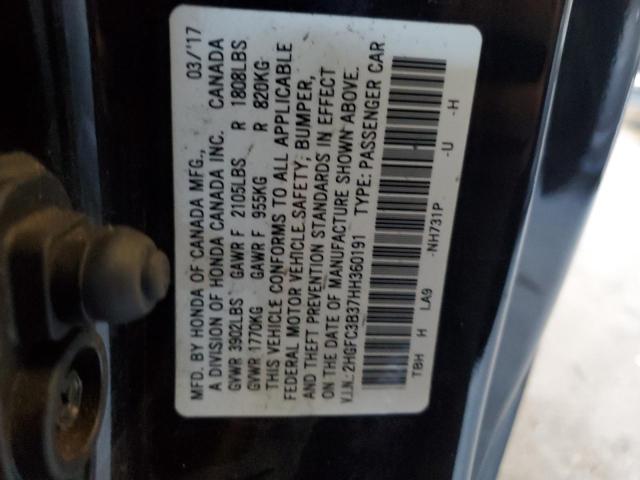 MFD. BY HONDA OF CANADA MFG., 03/'17
A DIVISION OF HONDA CANADA INC. CANADA
GVWR 3902LBS GAWR F 2105LBS R 1808LBS
GVWR 1770KG GAWR F 955KG R 820KG
THIS VEHICLE CONFORMS TO ALL APPLICABLE
FEDERAL MOTOR VEHICLE SAFETY, BUMPER,
AND THEFT PREVENTION STANDARDS IN EFFECT
ON THE DATE OF MANUFACTURE SHOWN ABOVE.
V.I.N.: 2HGFC3B37HH360191 TYPE: PASSENGER CAR
TBH H LA9 -NH731P -U -H